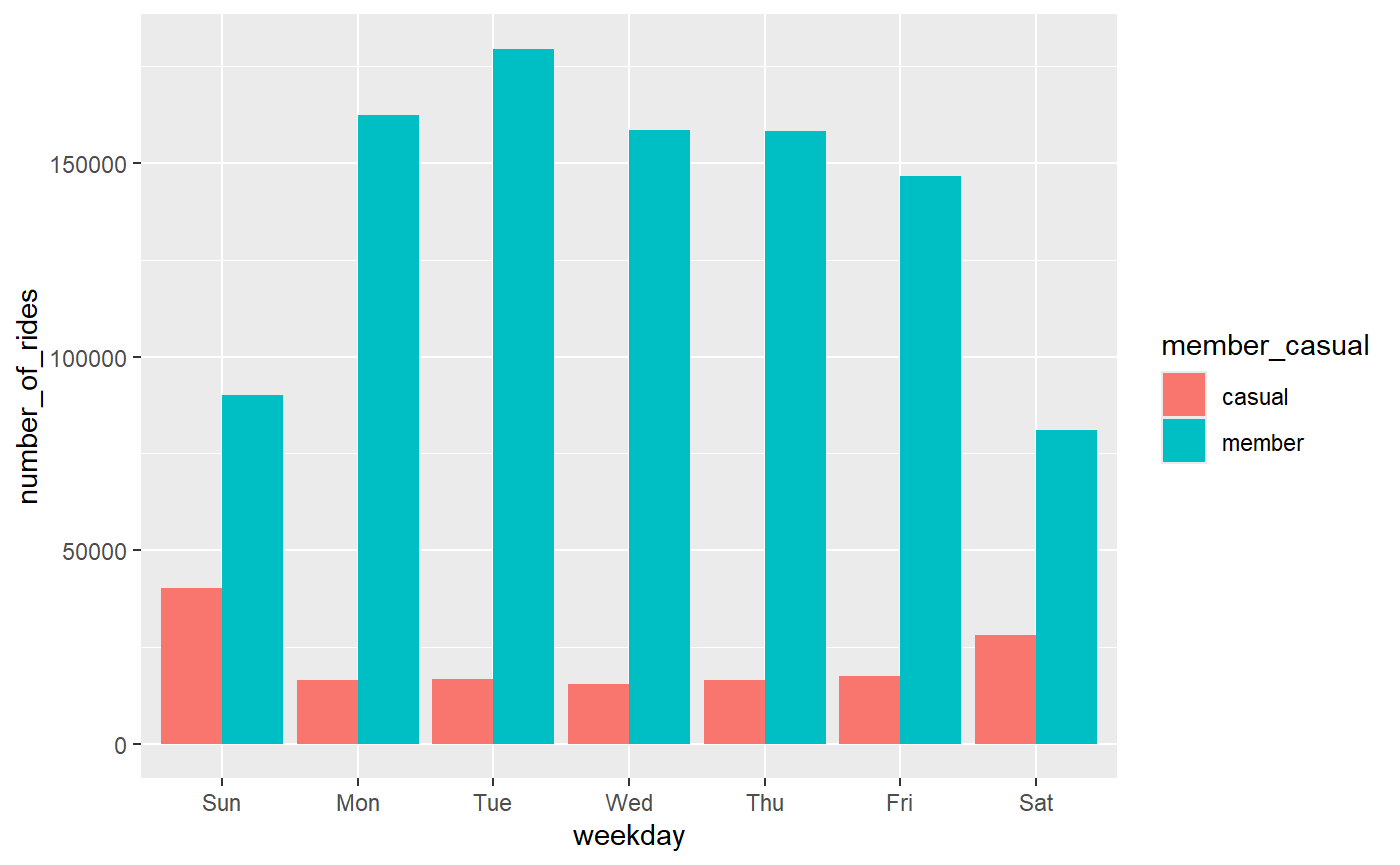 number_of_rides
150000
100000
50000
0
Sun Mon Tue Wed Thu Fri Sat
weekday
member_casual
casual
member